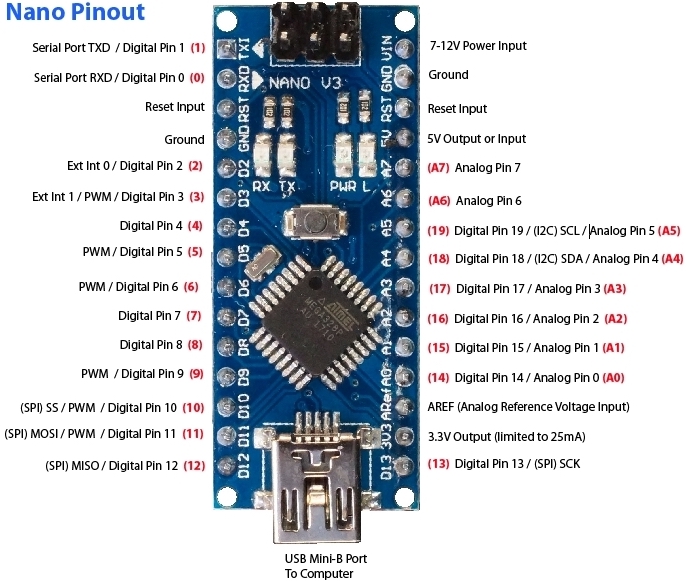 Nano Pinout
Serial Port TXD / Digital Pin 1 (1)
Serial Port RXD / Digital Pin 0 (0)
Reset Input
Ground
Ext Int 0 / Digital Pin 2 (2)
Ext Int 1 / PWM / Digital Pin 3 (3)
Digital Pin 4 (4)
PWM / Digital Pin 5 (5)
PWM / Digital Pin 6 (6)
Digital Pin 7 (7)
Digital Pin 8 (8)
PWM / Digital Pin 9 (9)
(SPI) SS / PWM / Digital Pin 10 (10)
(SPI) MOSI / PWM / Digital Pin 11 (11)
(SPI) MISO / Digital Pin 12 (12)
TX1
RXD
RST
GND
D2
D3
D4
D5
D6
D7
D8
D9
D10
D11
D12
NANO V3
RX TX PWR L
VIN
GND
RST
5V
A7
A6
A5
A4
A3
A2
A1
A0
ARef
3V3
D13
7-12V Power Input
Ground
Reset Input
5V Output or Input
(A7) Analog Pin 7
(A6) Analog Pin 6
(19) Digital Pin 19 / (I2C) SCL / Analog Pin 5 (A5)
(18) Digital Pin 18 / (I2C) SDA / Analog Pin 4 (A4)
(17) Digital Pin 17 / Analog Pin 3 (A3)
(16) Digital Pin 16 / Analog Pin 2 (A2)
(15) Digital Pin 15 / Analog Pin 1 (A1)
(14) Digital Pin 14 / Analog Pin 0 (A0)
AREF (Analog Reference Voltage Input)
3.3V Output (limited to 25mA)
(13) Digital Pin 13 / (SPI) SCK
USB Mini-B Port
To Computer